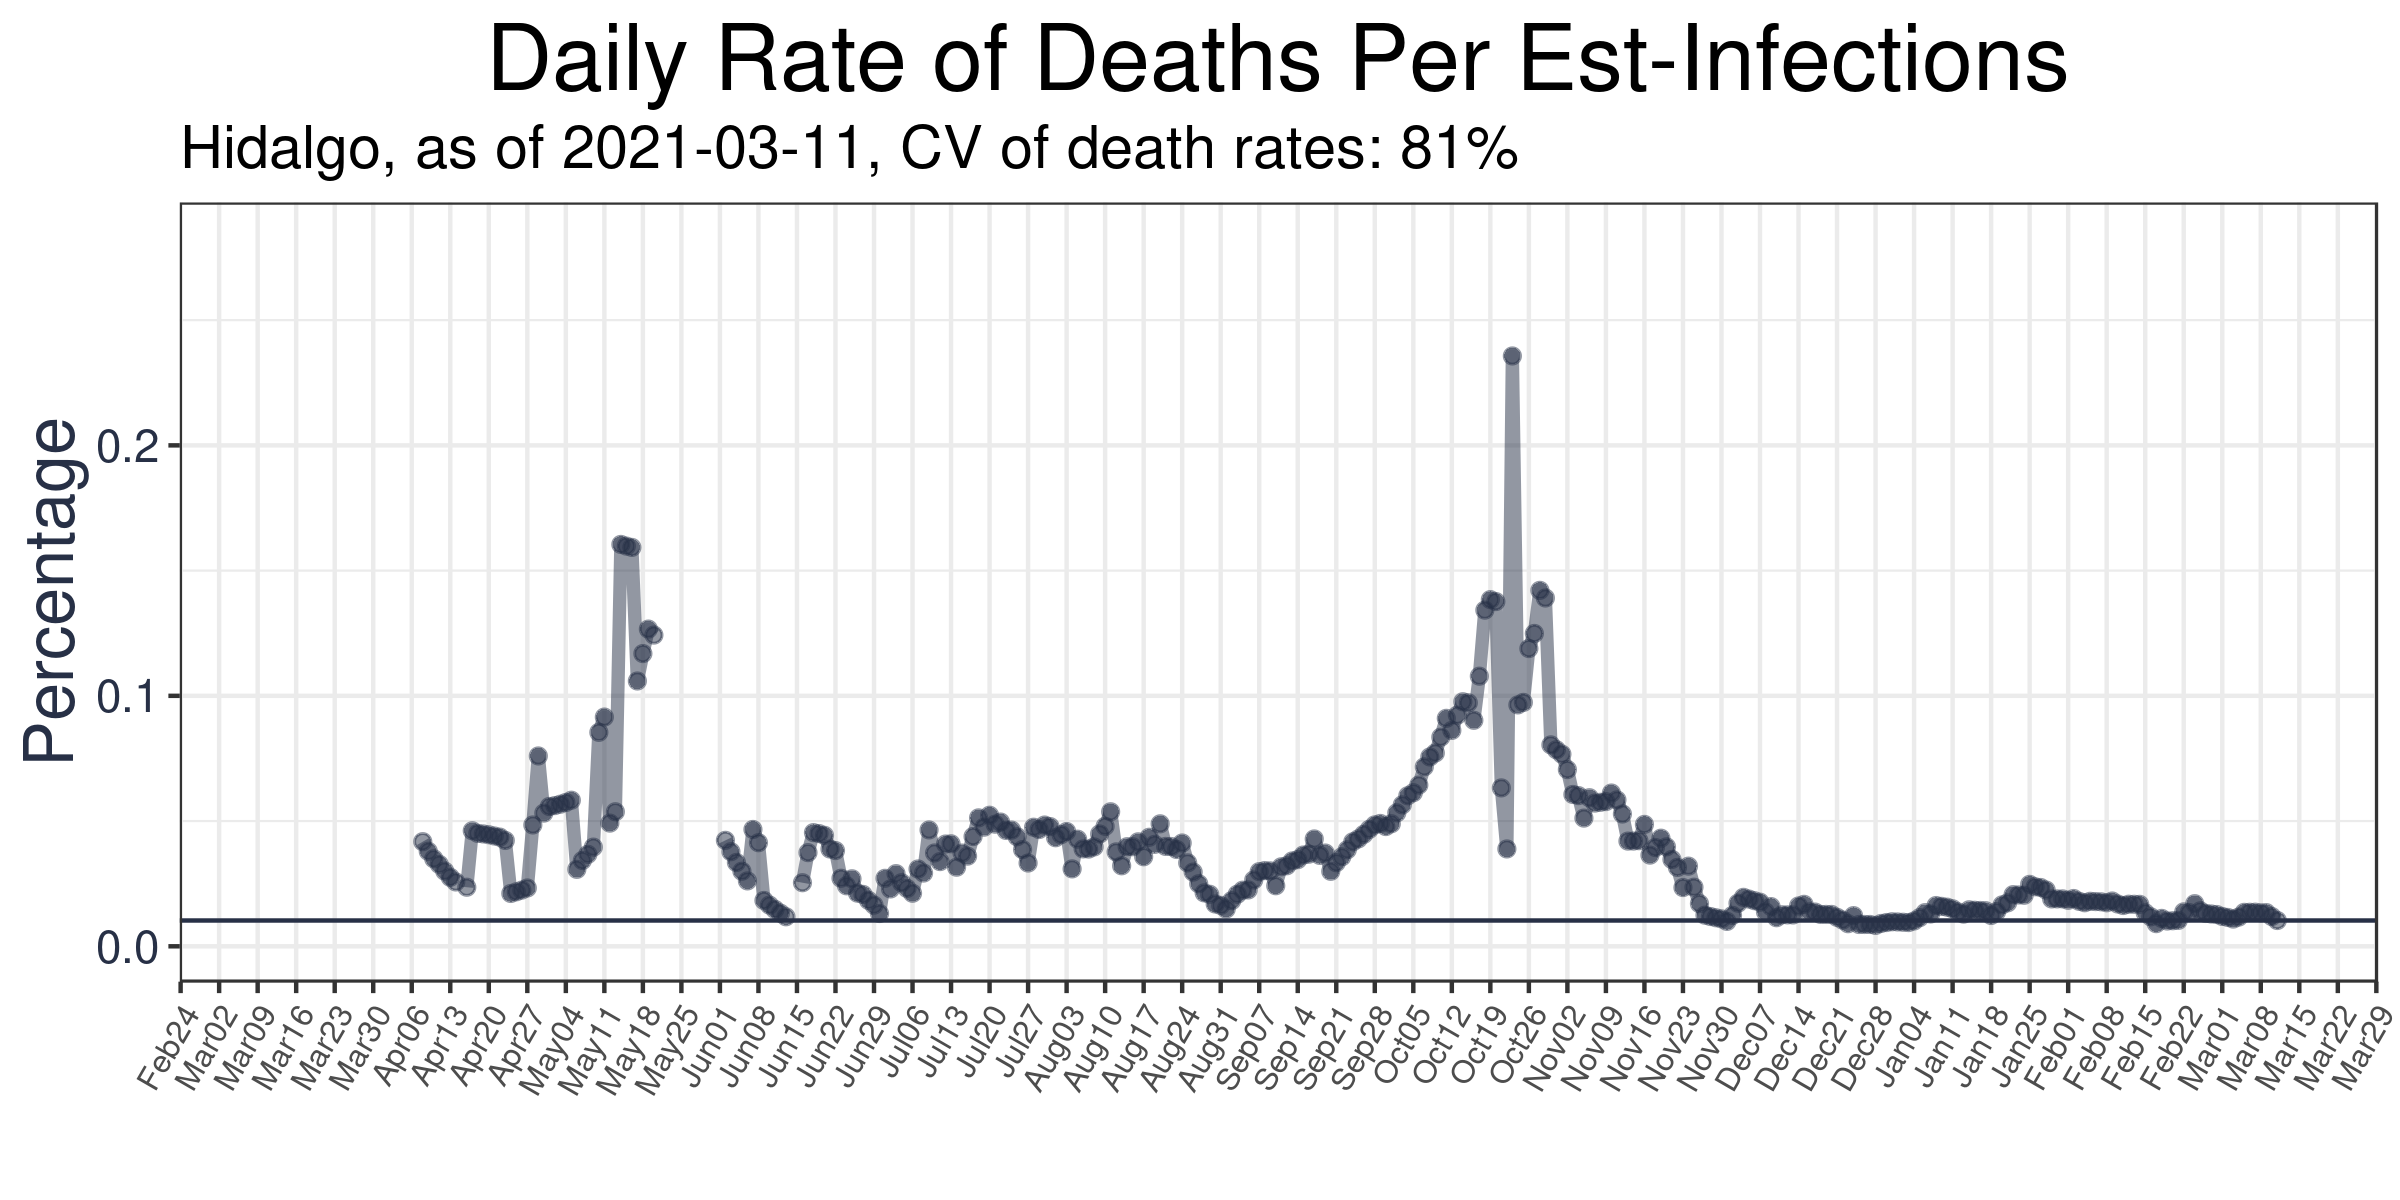 Daily Rate of Deaths Per Est-Infections
Hidalgo, as of 2021-03-11, CV of death rates: 81%
Percentage
0.2
0.1
0.0
Feb24
Mar02
Mar09
Mar16
Mar23
Mar30
Apr06
Apr13
Apr20
Apr27
May04
May11
May18
May25
Jun01
Jun08
Jun15
Jun22
Jun29
Jul06
Jul13
Jul20
Jul27
Aug03
Aug10
Aug17
Aug24
Aug31
Sep07
Sep14
Sep21
Sep28
Oct05
Oct12
Oct19
Oct26
Nov02
Nov09
Nov16
Nov23
Nov30
Dec07
Dec14
Dec21
Dec28
Jan04
Jan11
Jan18
Jan25
Feb01
Feb08
Feb15
Feb22
Mar01
Mar08
Mar15
Mar22
Mar29